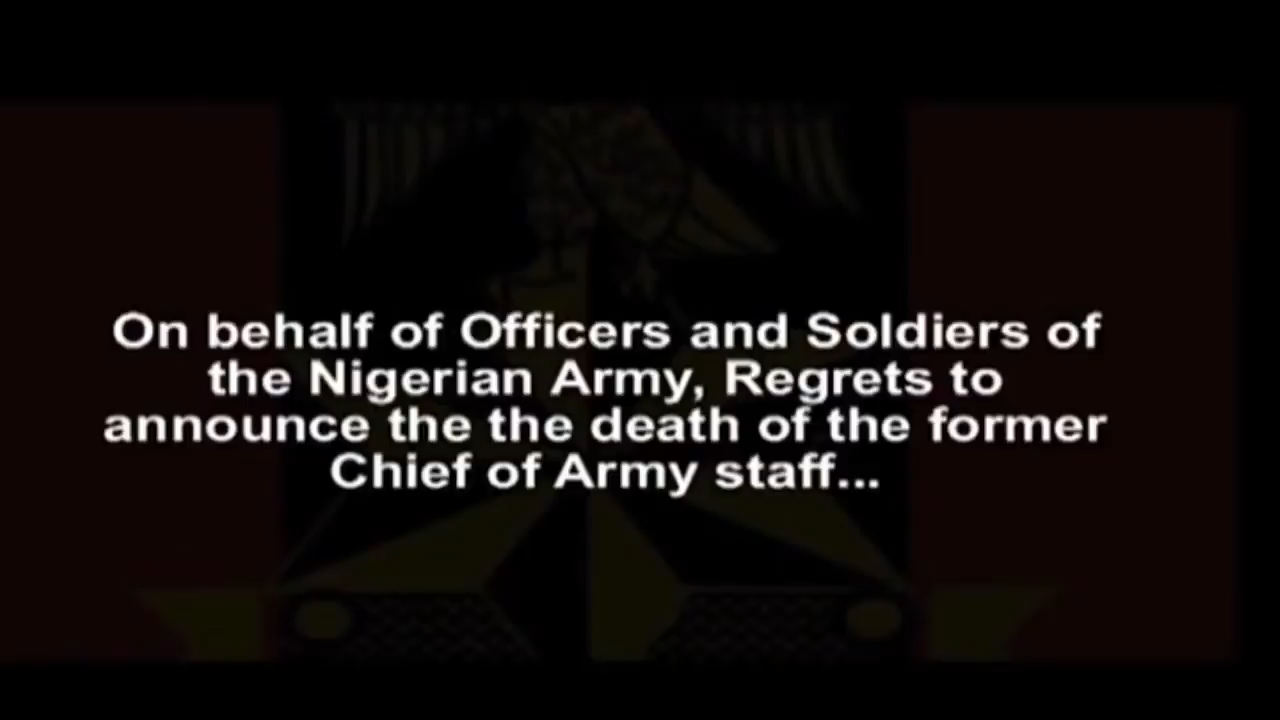 On behalf of Officers and Soldiers of
the Nigerian Army, Regrets to
announce the the death of the former
Chief of Army staff...